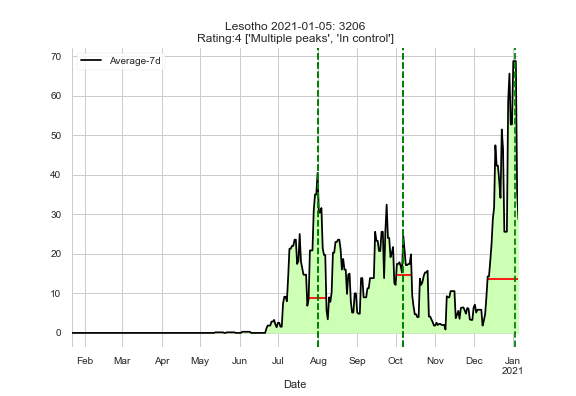 Lesotho 2021-01-05: 3206
Rating:4 ['Multiple peaks', 'In control']
Average-7d
70
60
50
40
30
20
10
0
Feb Mar Apr May Jun Jul Aug Sep Oct Nov Dec Jan
2021
Date